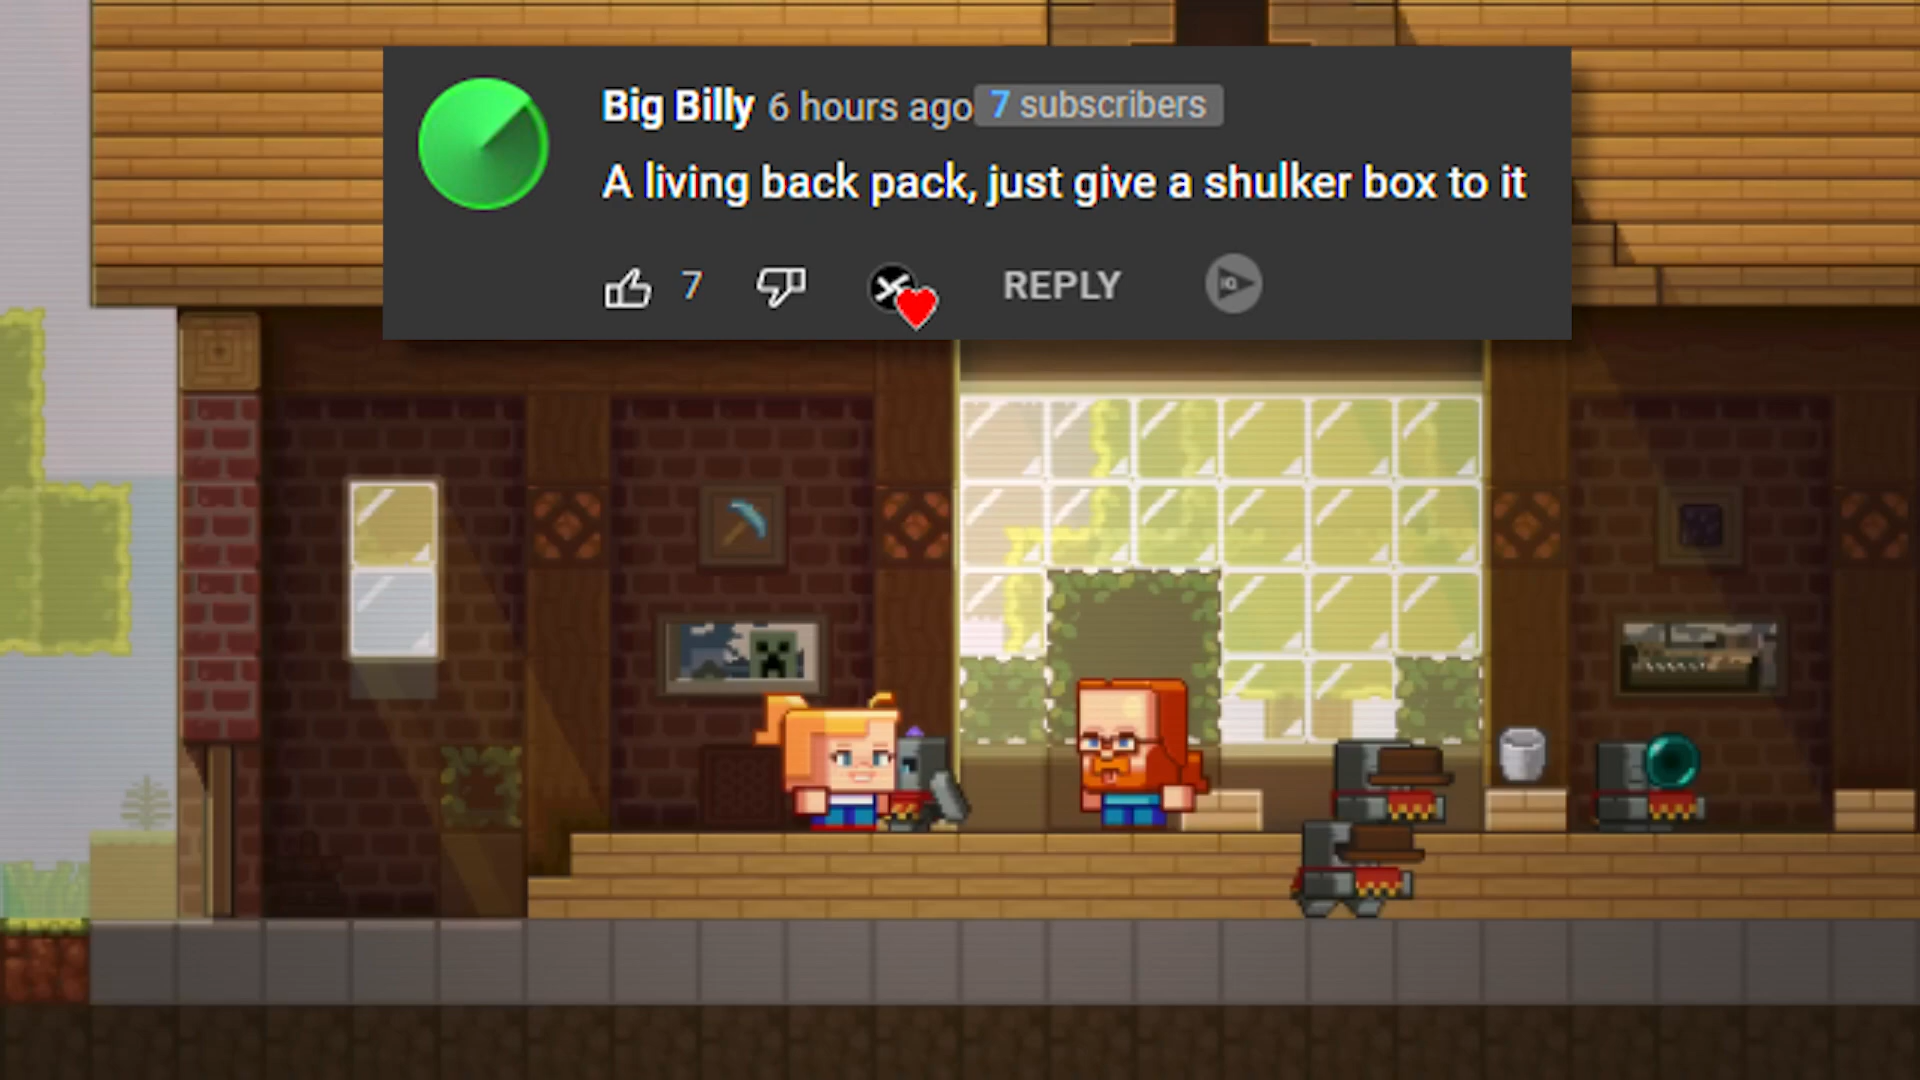 Big Billy 6 hours ago 7 subscribers
A living back pack, just give a shulker box to it
7 REPLY